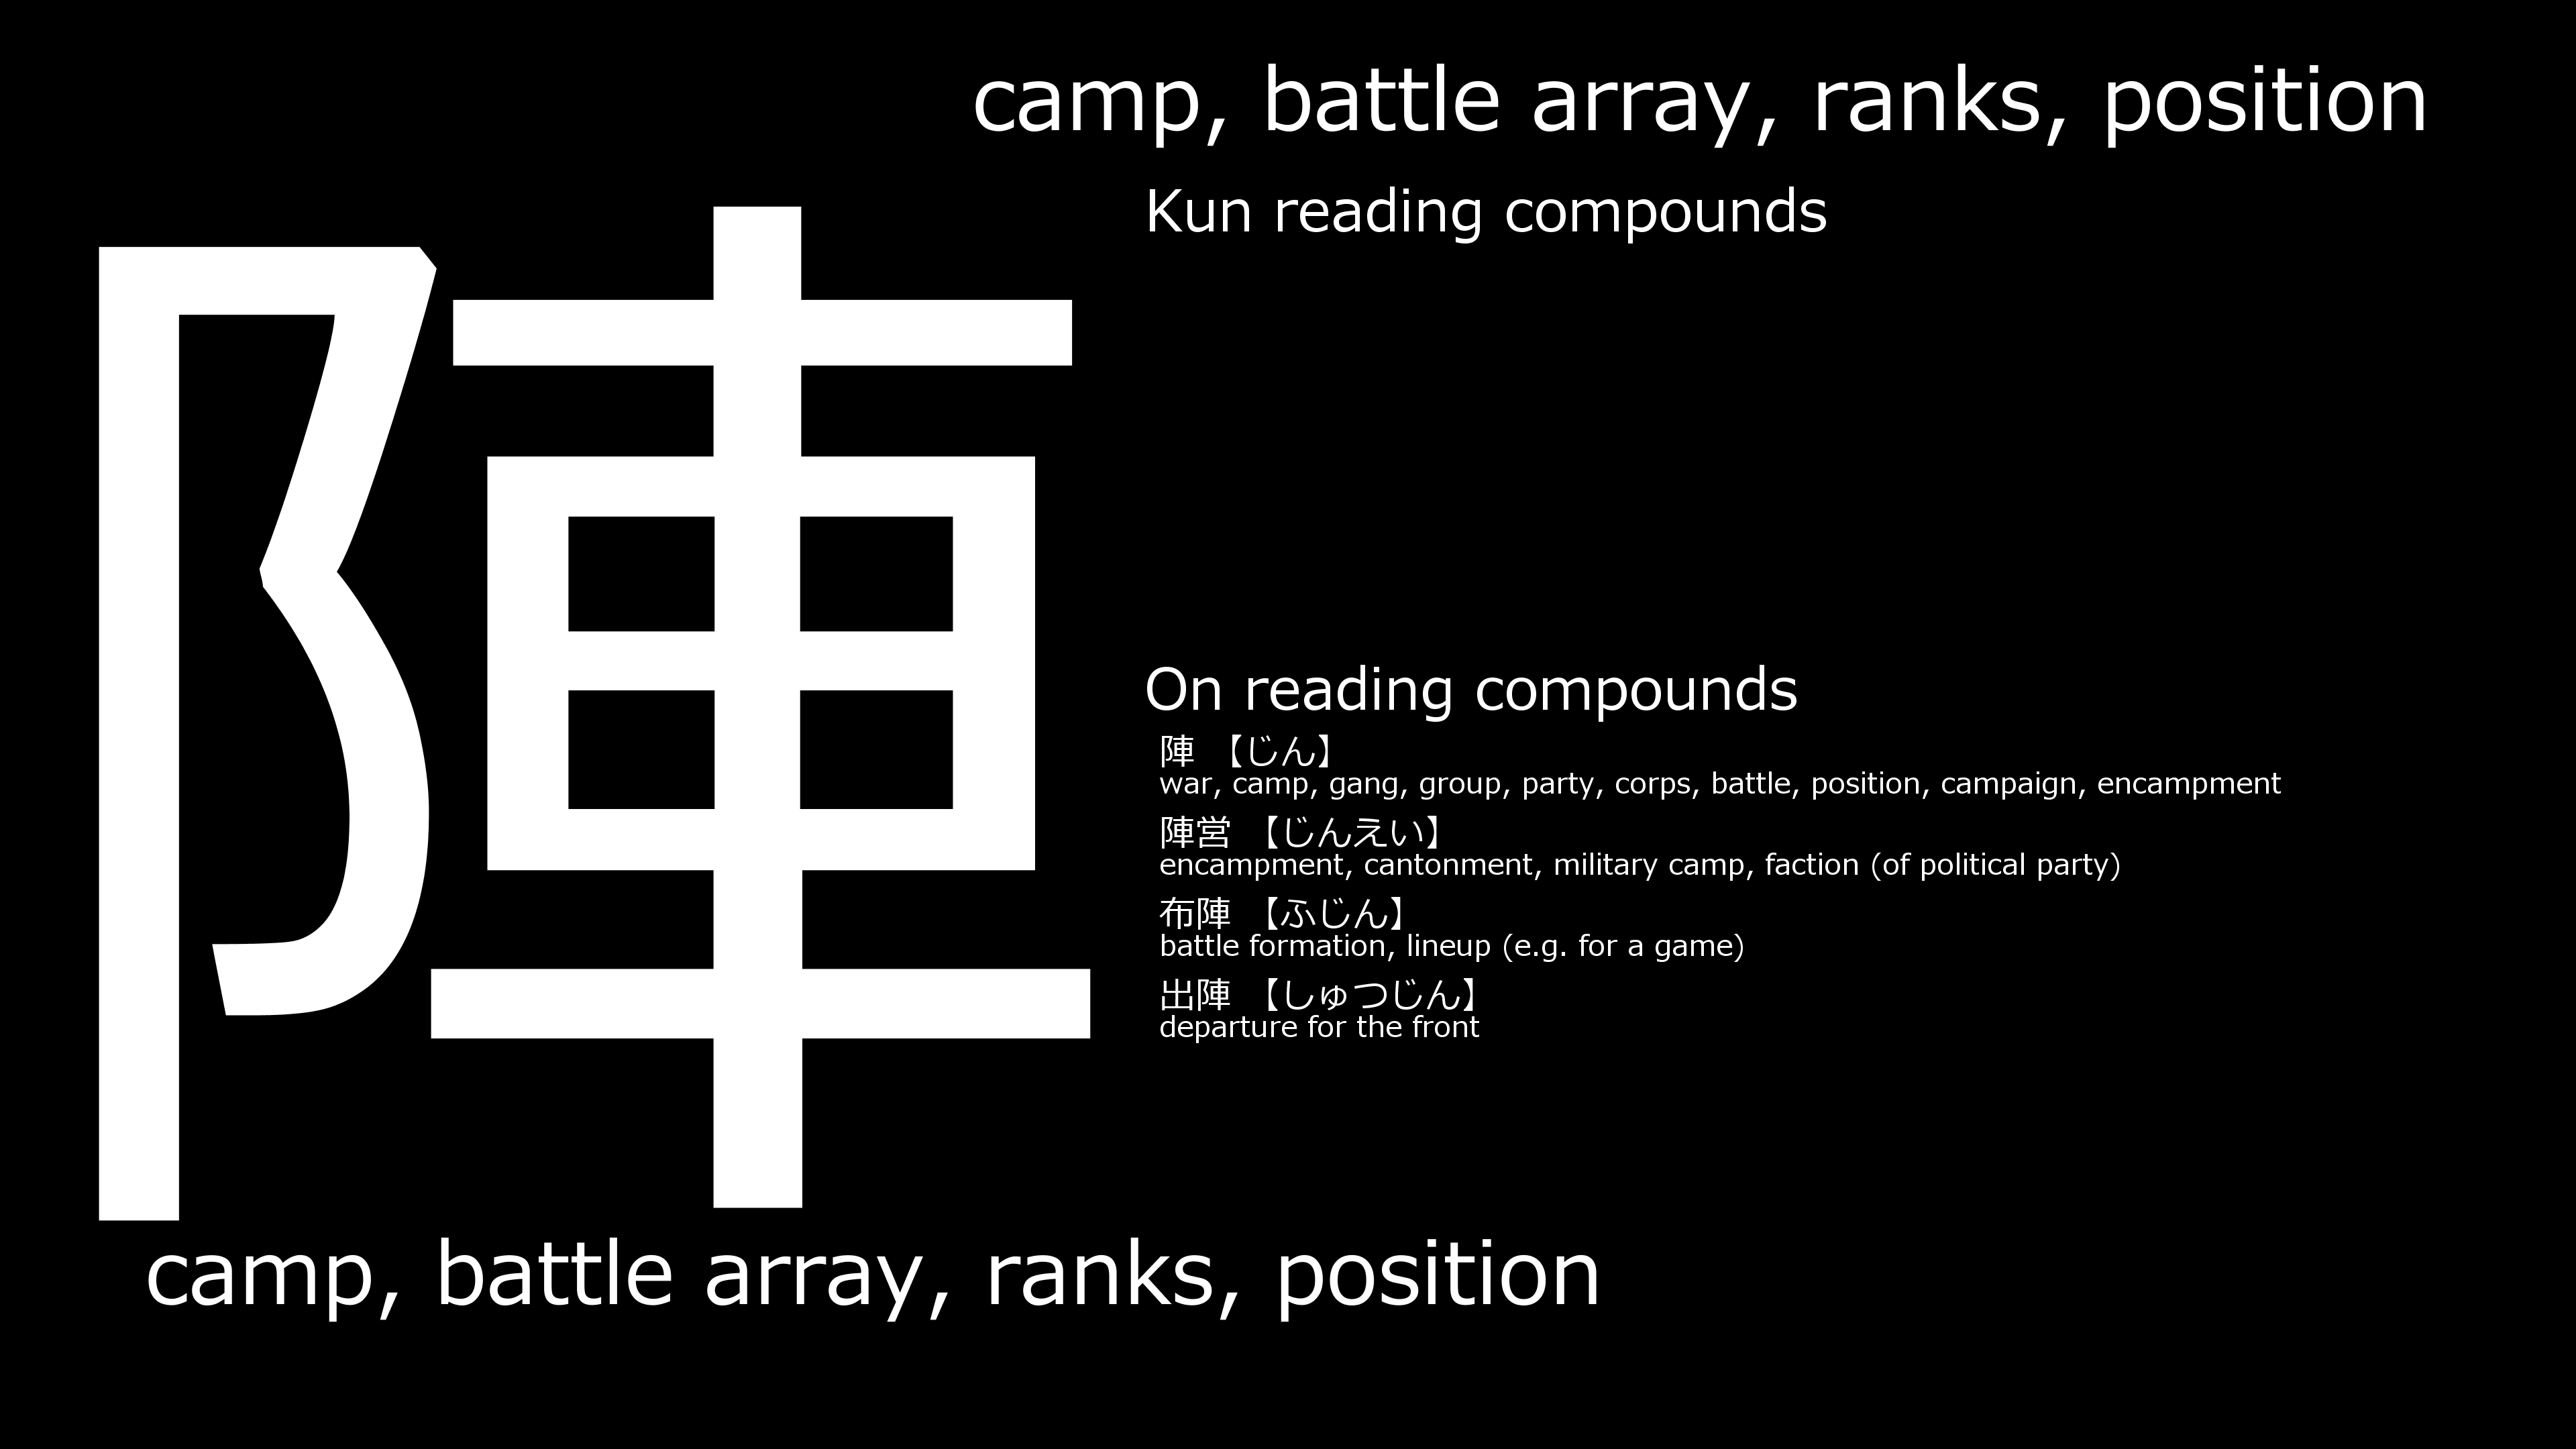 camp, battle array, ranks, position
Kun reading compounds
陣
On reading compounds
陣 【じん】
war, camp, gang, group, party, corps, battle, position, campaign, encampment
陣営 【じんえい】
encampment, cantonment, military camp, faction (of political party)
布陣 【ふじん】
battle formation, lineup (e.g. for a game)
出陣 【しゅつじん】
departure for the front
camp, battle array, ranks, position